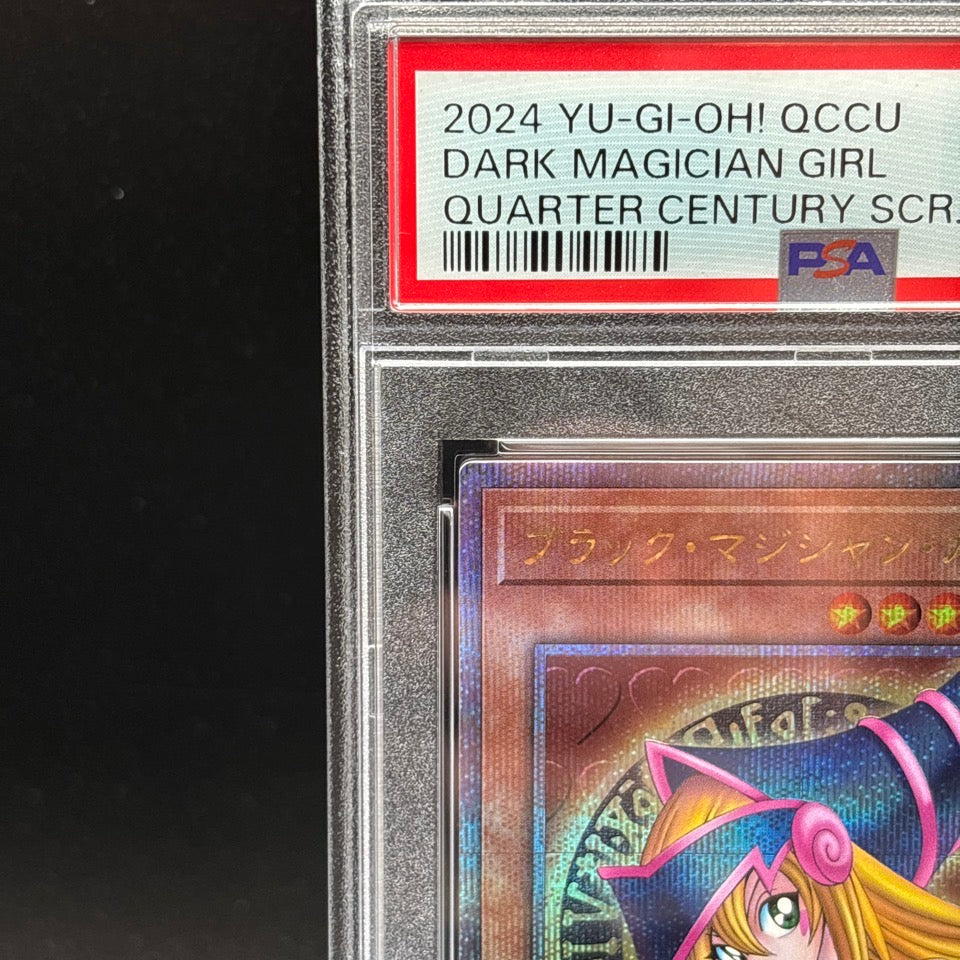 2024 YU-GI-OH! QCCU
DARK MAGICIAN GIRL
QUARTER CENTURY SCR.
PSA
ブラック・マジシャン・